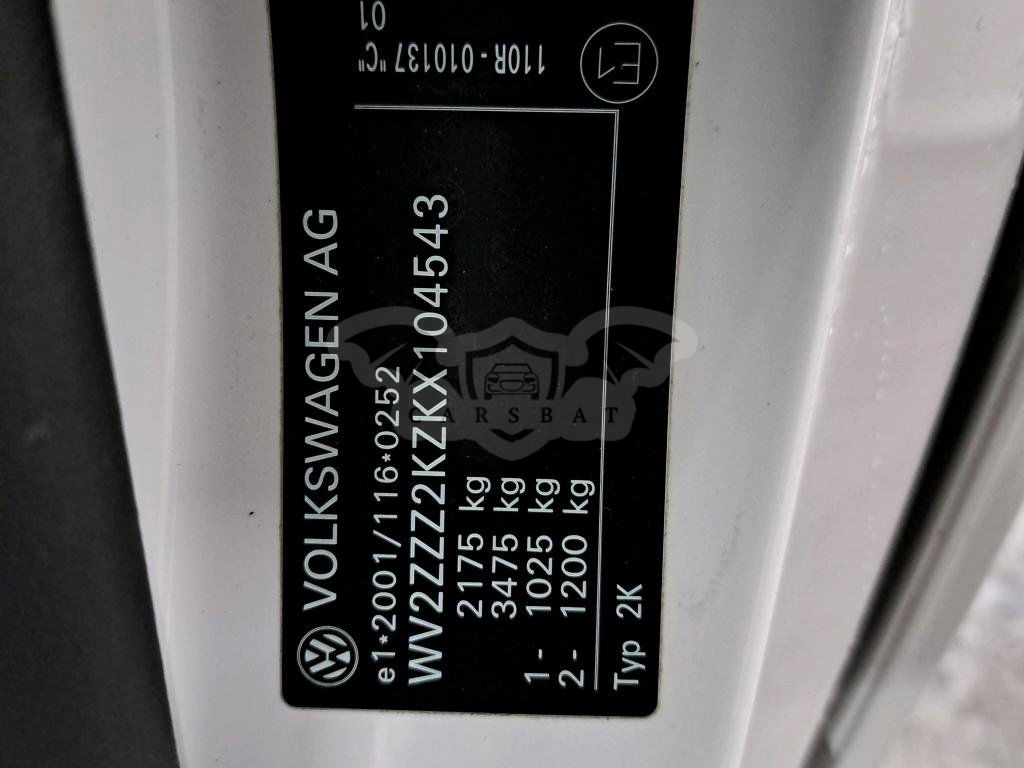 VOLKSWAGEN AG
e1*2001/116*0252
WV2ZZZ2KZKX104543
2175 kg
3475 kg
1 - 1025 kg
2 - 1200 kg
Typ 2K
E1
110R - 010137 "C"
01
CARSBAT